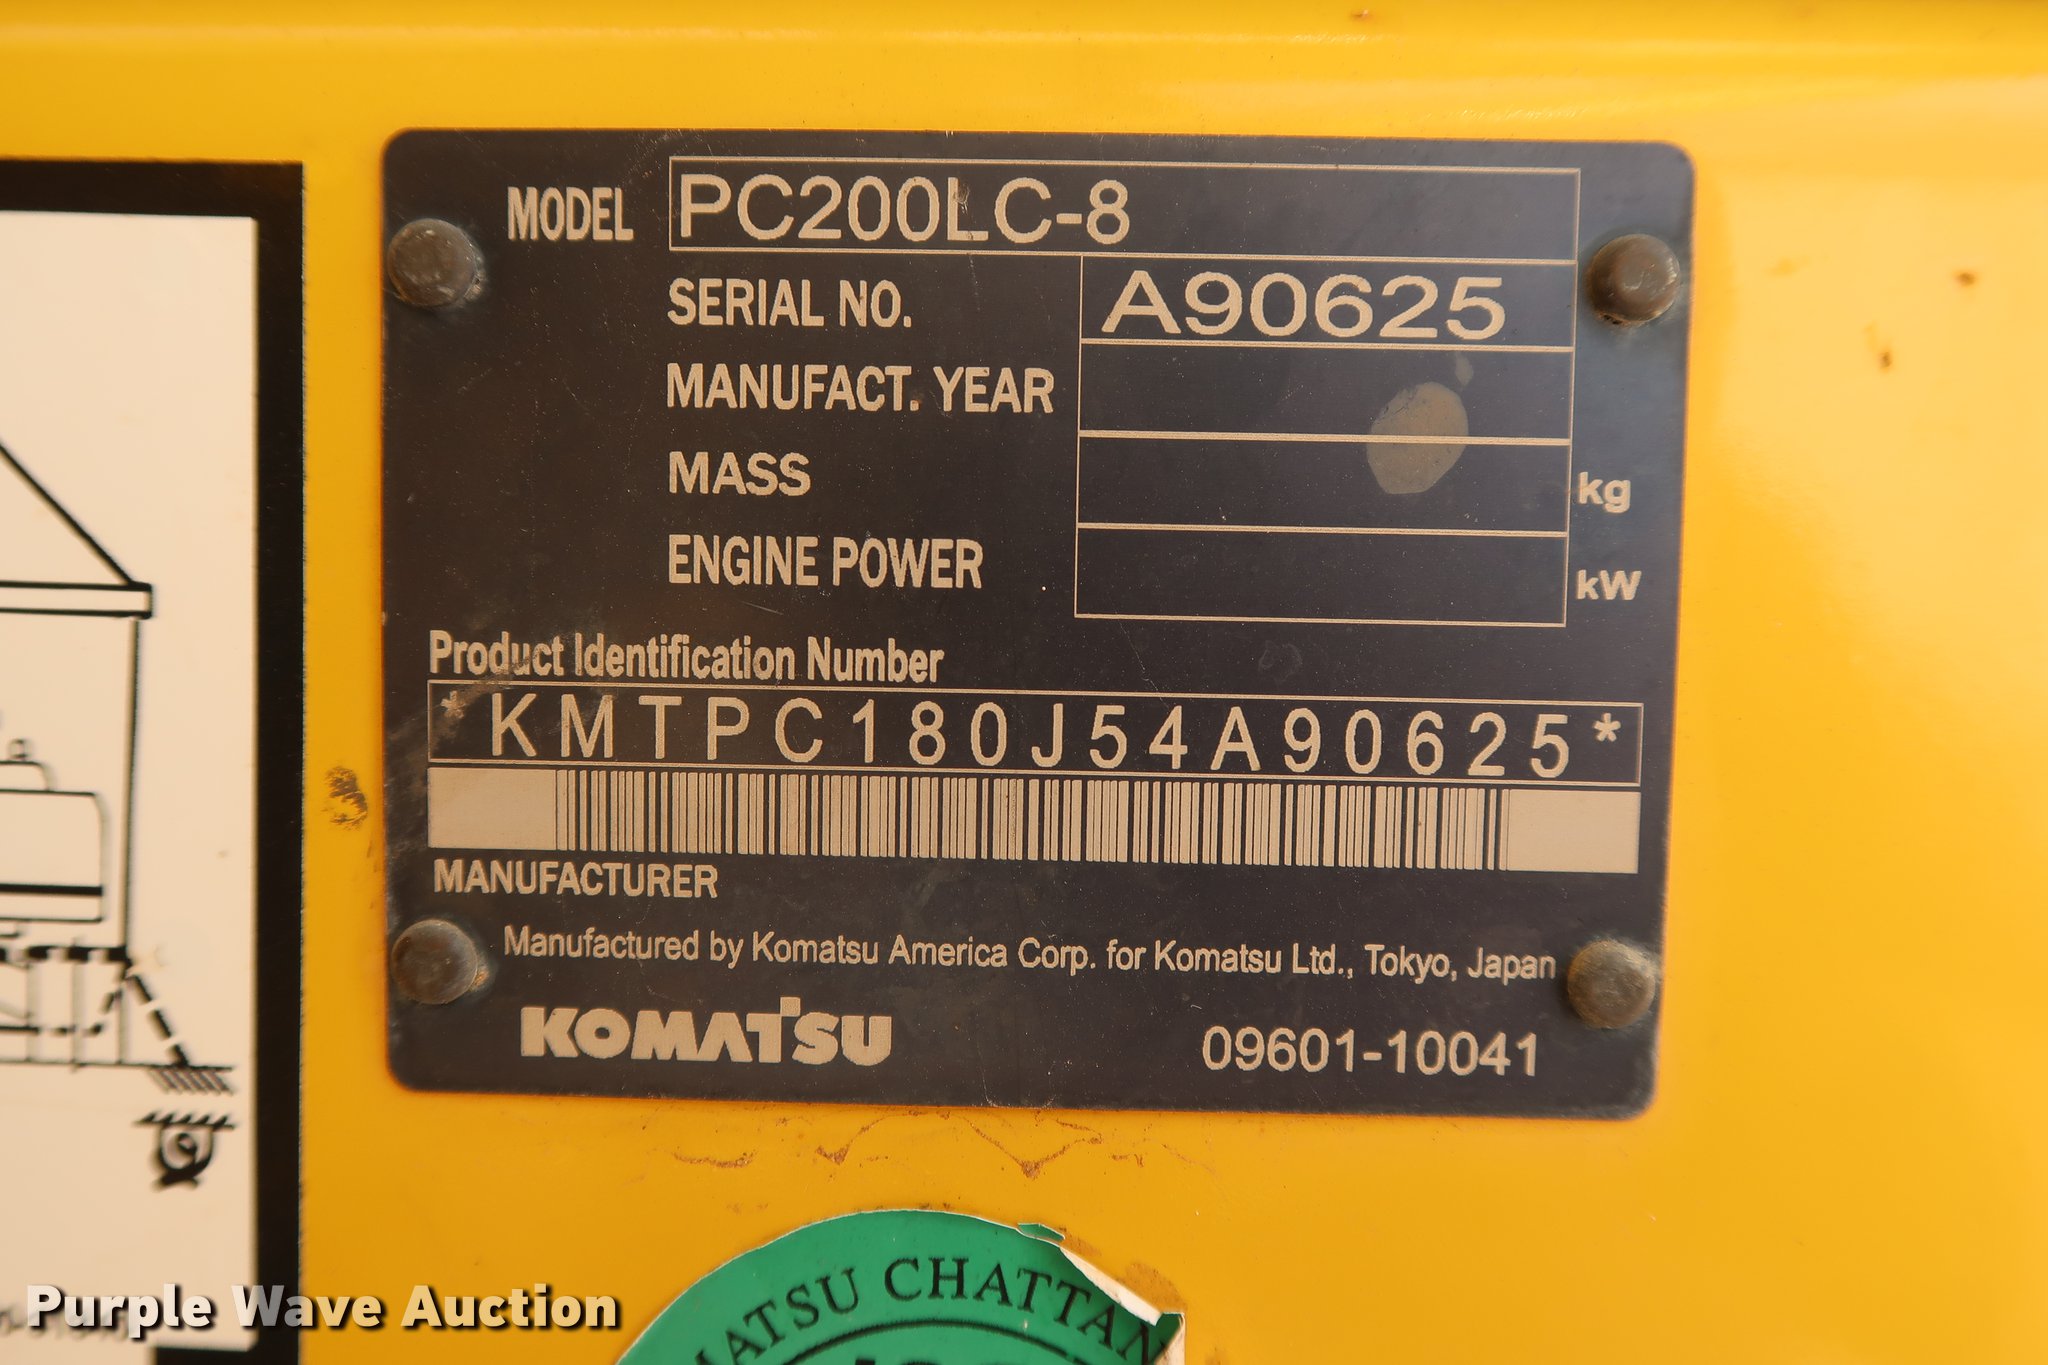 MODEL PC200LC-8
SERIAL NO. A90625
MANUFACT. YEAR
MASS kg
ENGINE POWER kW
Product Identification Number
*KMTPC180J54A90625*
MANUFACTURER
Manufactured by Komatsu America Corp. for Komatsu Ltd., Tokyo, Japan
KOMATSU 09601-10041
MATSU CHATTAN
Purple Wave Auction